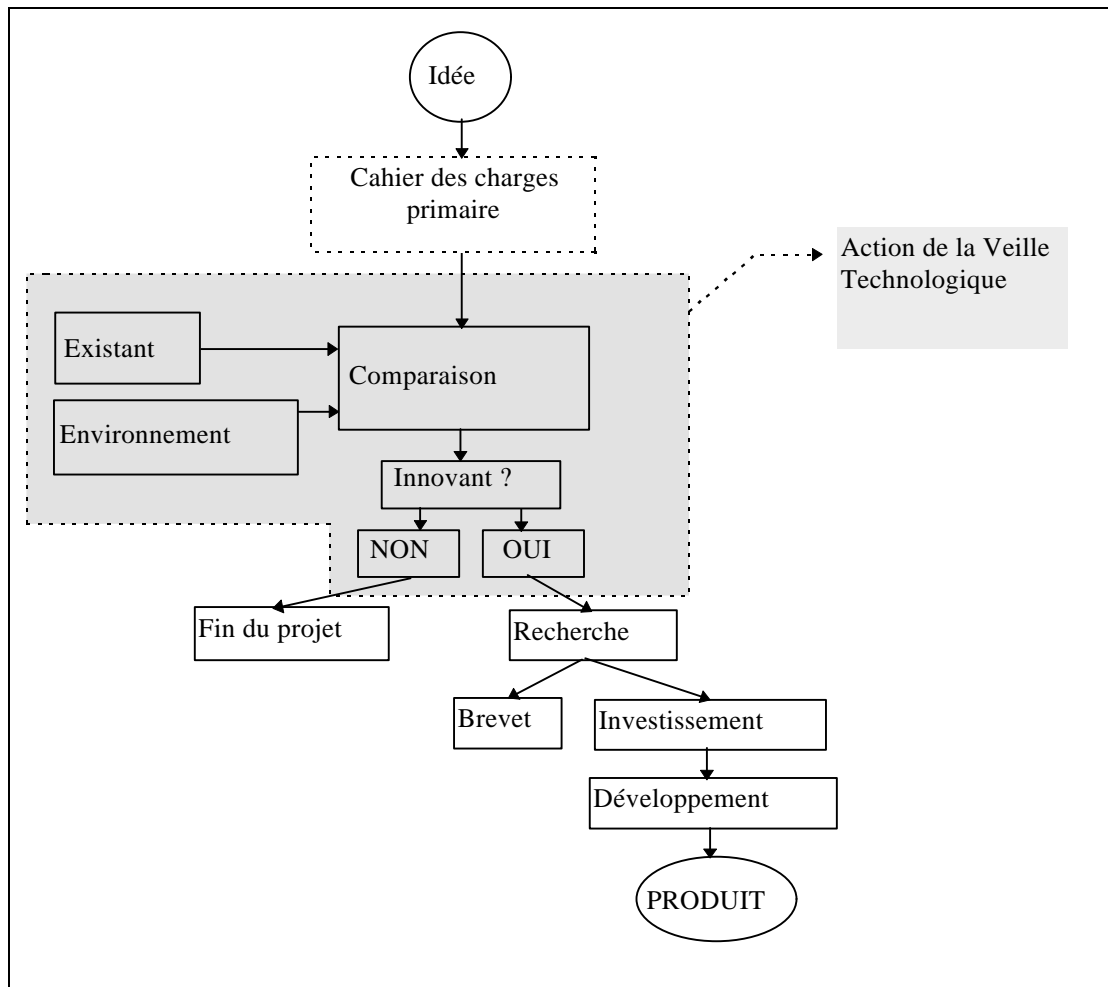 Idée
Cahier des charges
primaire
Action de la Veille
Technologique
Existant
Comparaison
Environnement
Innovant ?
NON
OUI
Fin du projet
Recherche
Brevet
Investissement
Développement
PRODUIT